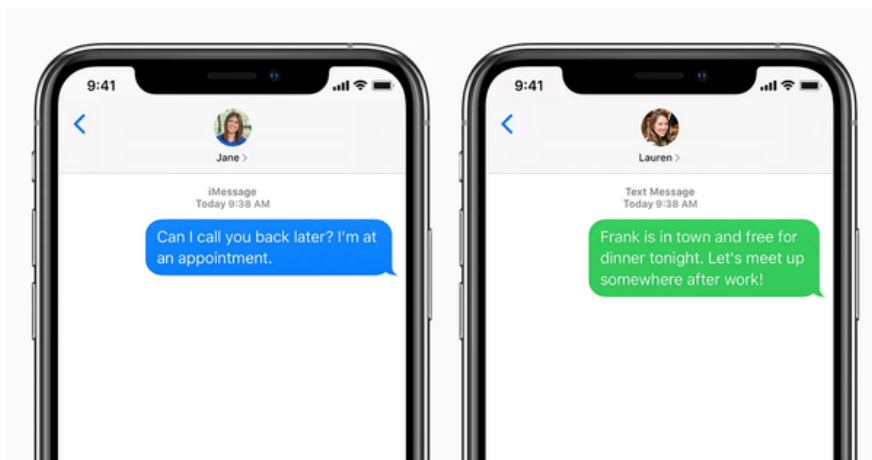 9:41
Jane >
iMessage
Today 9:38 AM
Can I call you back later? I'm at
an appointment.
9:41
Lauren >
Text Message
Today 9:38 AM
Frank is in town and free for
dinner tonight. Let's meet up
somewhere after work!